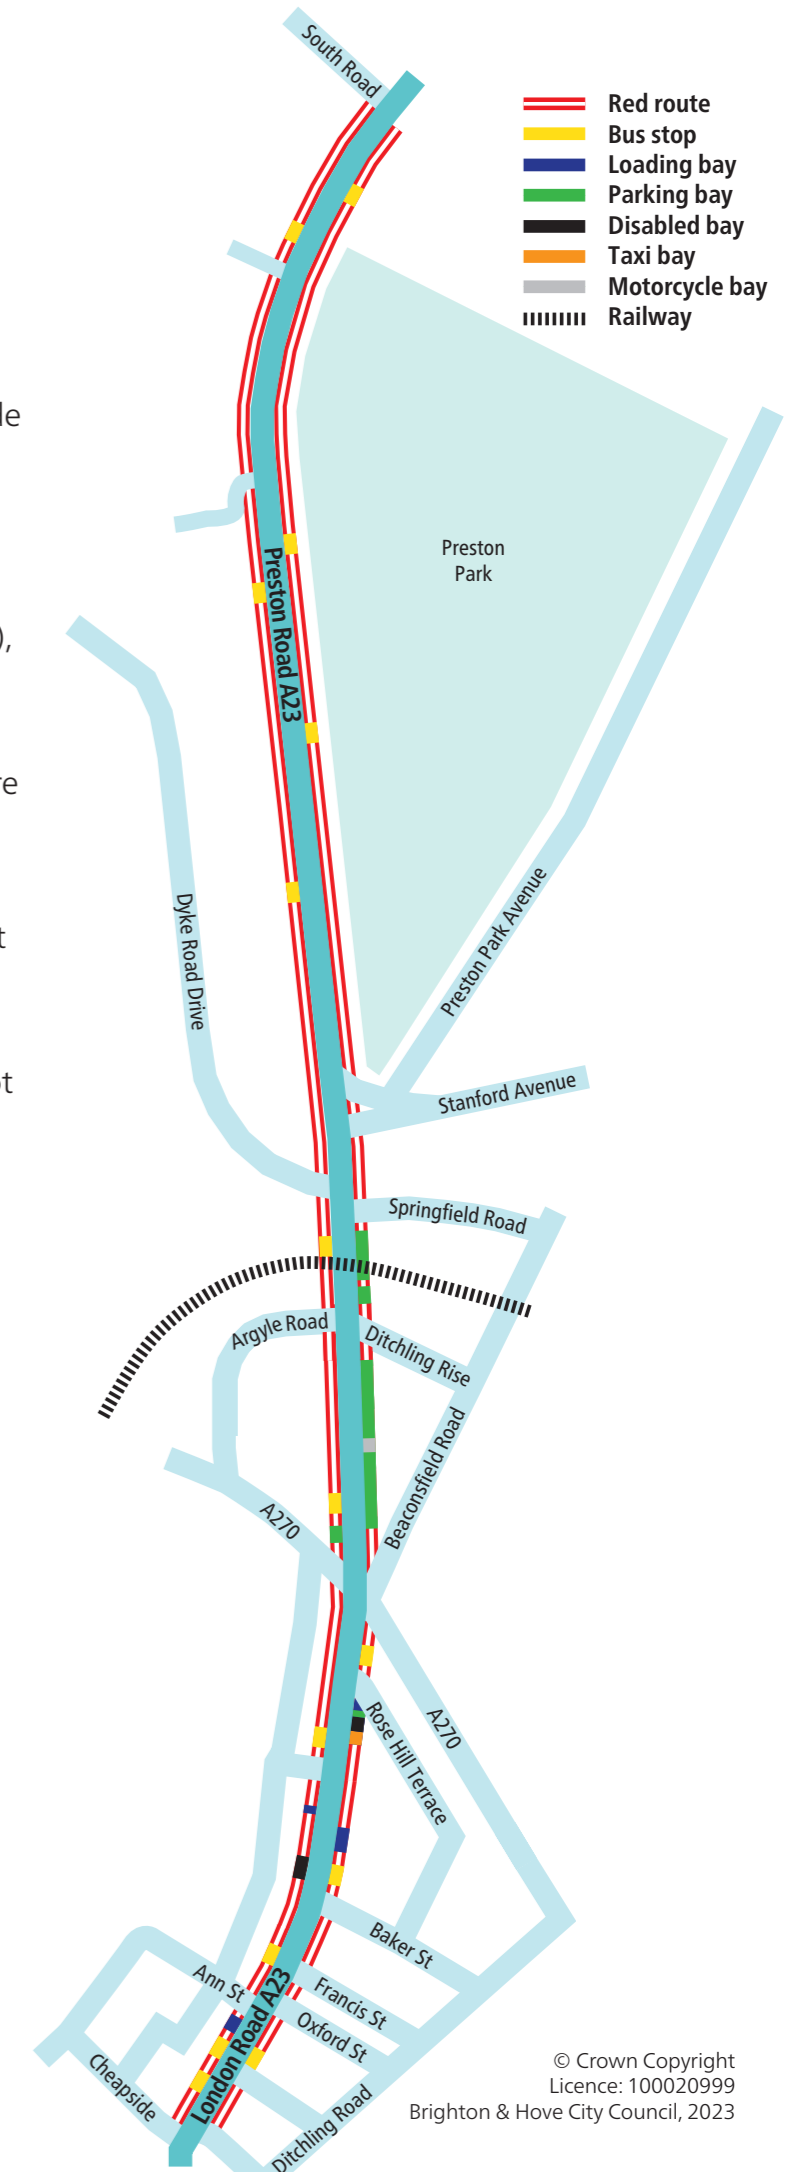 South Road
Red route
Bus stop
Loading bay
Parking bay
Disabled bay
Taxi bay
Motorcycle bay
Railway
le
Preston
Park
Preston Road A23
),
re
Dyke Road Drive
Preston Park Avenue
t
ot
Stanford Avenue
Springfield Road
Argyle Road
Ditchling Rise
Beaconsfield Road
A270
Rose Hill Terrace
A270
Baker St
Ann St
Francis St
Oxford St
London Road A23
Cheapside
Ditchling Road
© Crown Copyright
Licence: 100020999
Brighton & Hove City Council, 2023